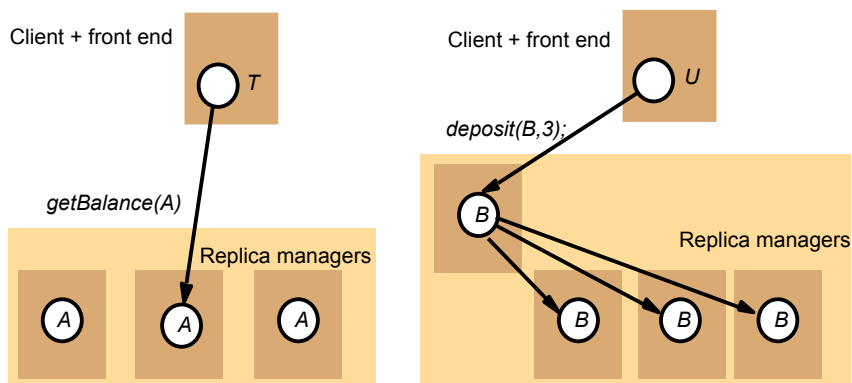 Client + front end
T
getBalance(A)
Replica managers
A
A
A
Client + front end
U
deposit(B,3);
B
Replica managers
B
B
B